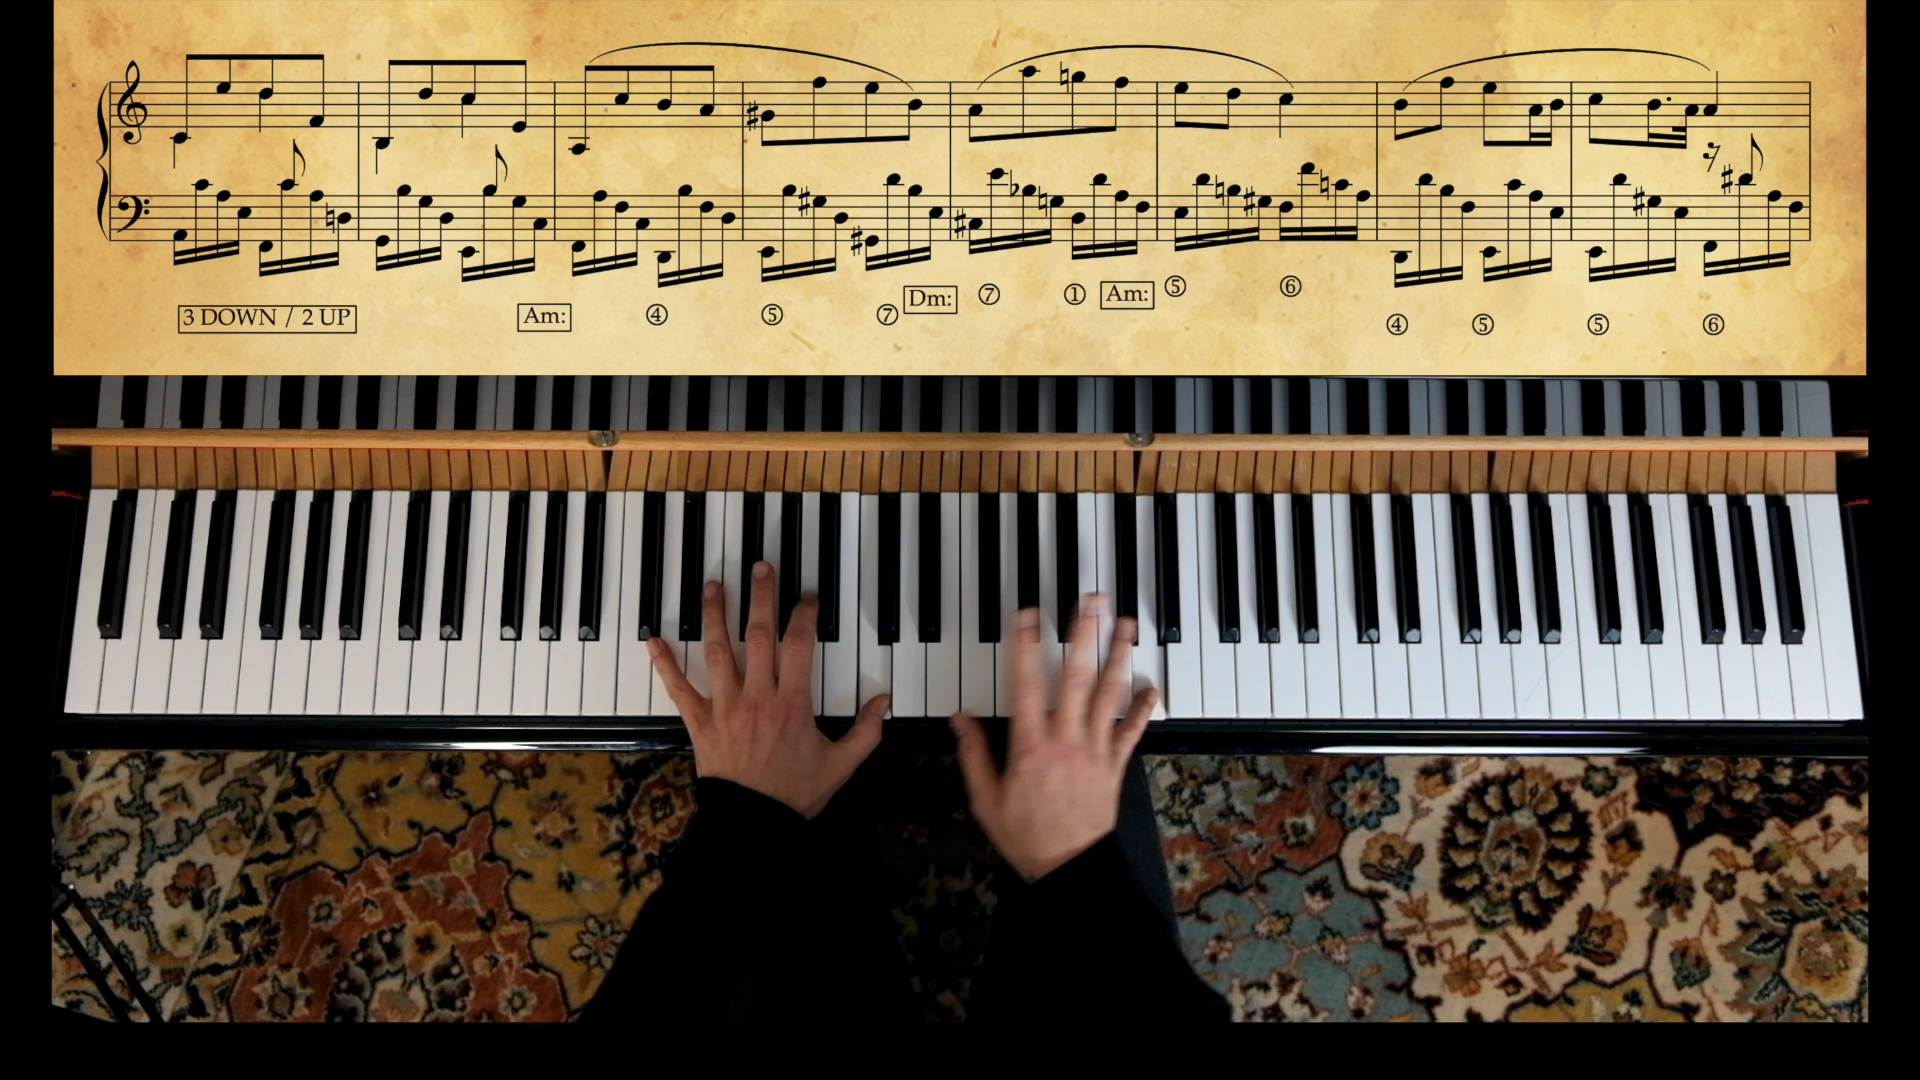 3 DOWN / 2 UP
Am: ④ ⑤ ⑦ Dm: ⑦ ① Am: ⑤ ⑥ ④ ⑤ ⑤ ⑥